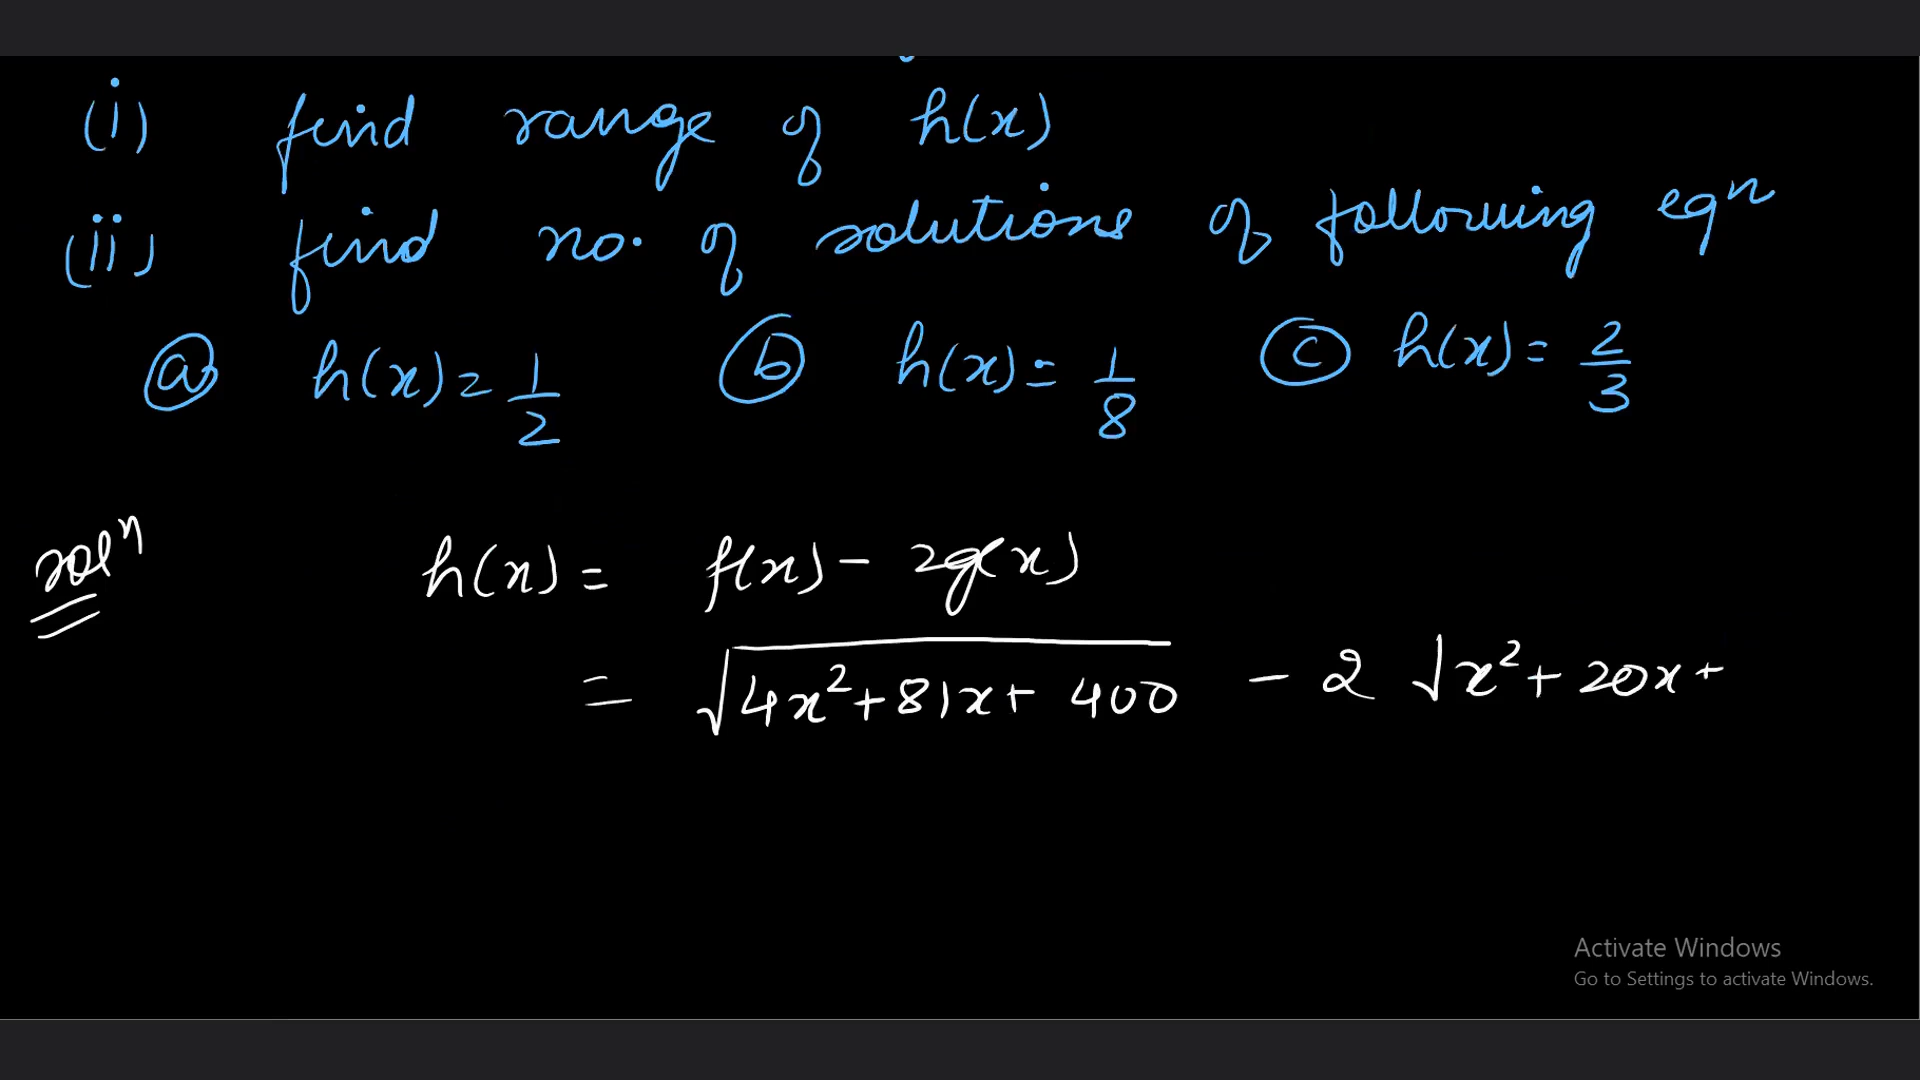 (i) find range of h(x)
(ii) find no. of solutions of following eqⁿ
ⓐ h(x) = 1/2 ⓑ h(x) = 1/8 ⓒ h(x) = 2/3
solⁿ h(x) = f(x) - 2g(x)
= √(4x²+81x+400) - 2 √x²+20x+
Activate Windows
Go to Settings to activate Windows.